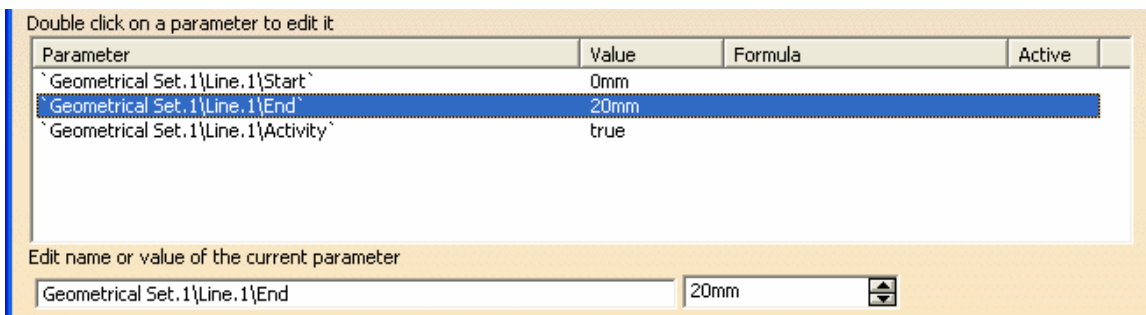 Double click on a parameter to edit it
Parameter Value Formula Active
`Geometrical Set.1\Line.1\Start` 0mm
`Geometrical Set.1\Line.1\End` 20mm
`Geometrical Set.1\Line.1\Activity` true
Edit name or value of the current parameter
Geometrical Set.1\Line.1\End 20mm